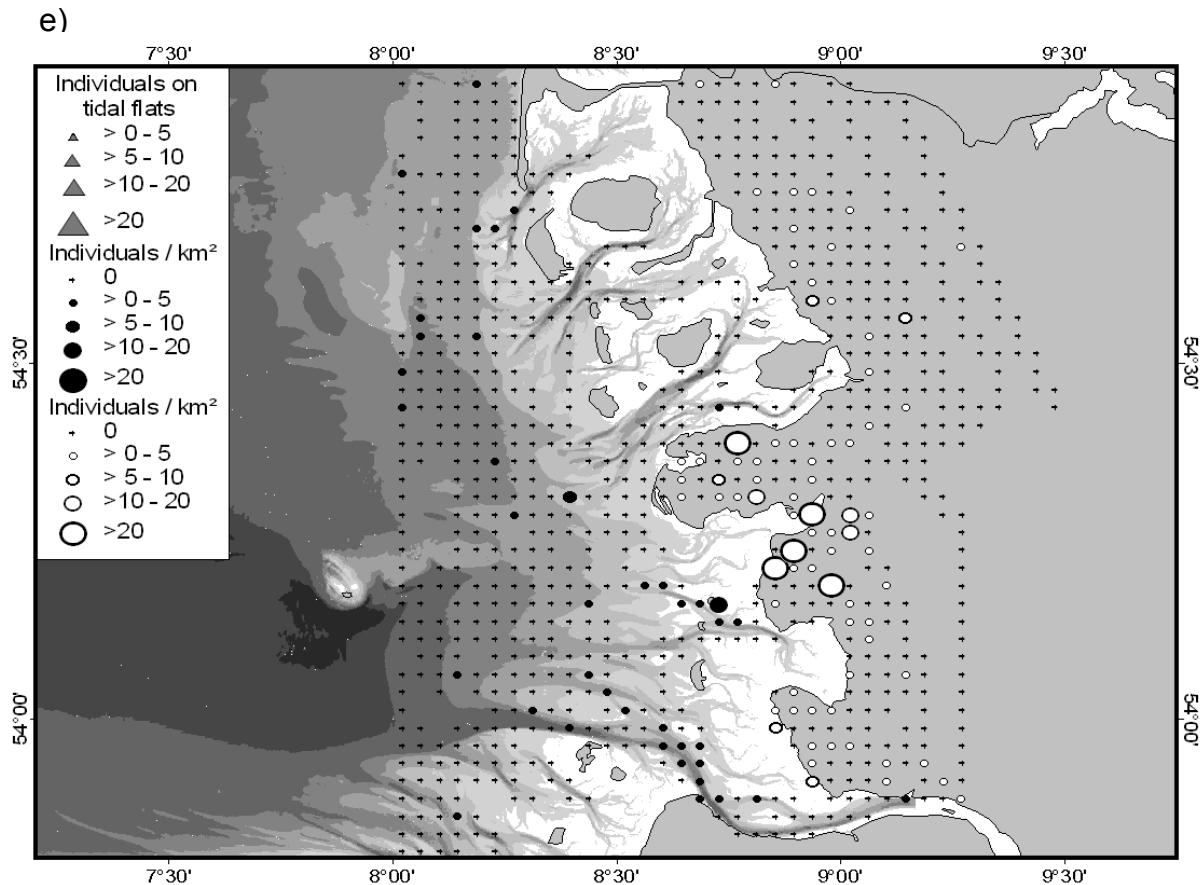 e)
7°30' 8°00' 8°30' 9°00' 9°30'
Individuals on
tidal flats
> 0 - 5
> 5 - 10
>10 - 20
>20
Individuals / km²
0
> 0 - 5
> 5 - 10
>10 - 20
>20
Individuals / km²
0
> 0 - 5
> 5 - 10
>10 - 20
>20
54°30' 54°30'
54°00' 54°00'
7°30' 8°00' 8°30' 9°00' 9°30'